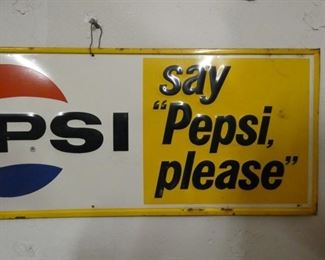 PSI
®
say
"Pepsi,
please"